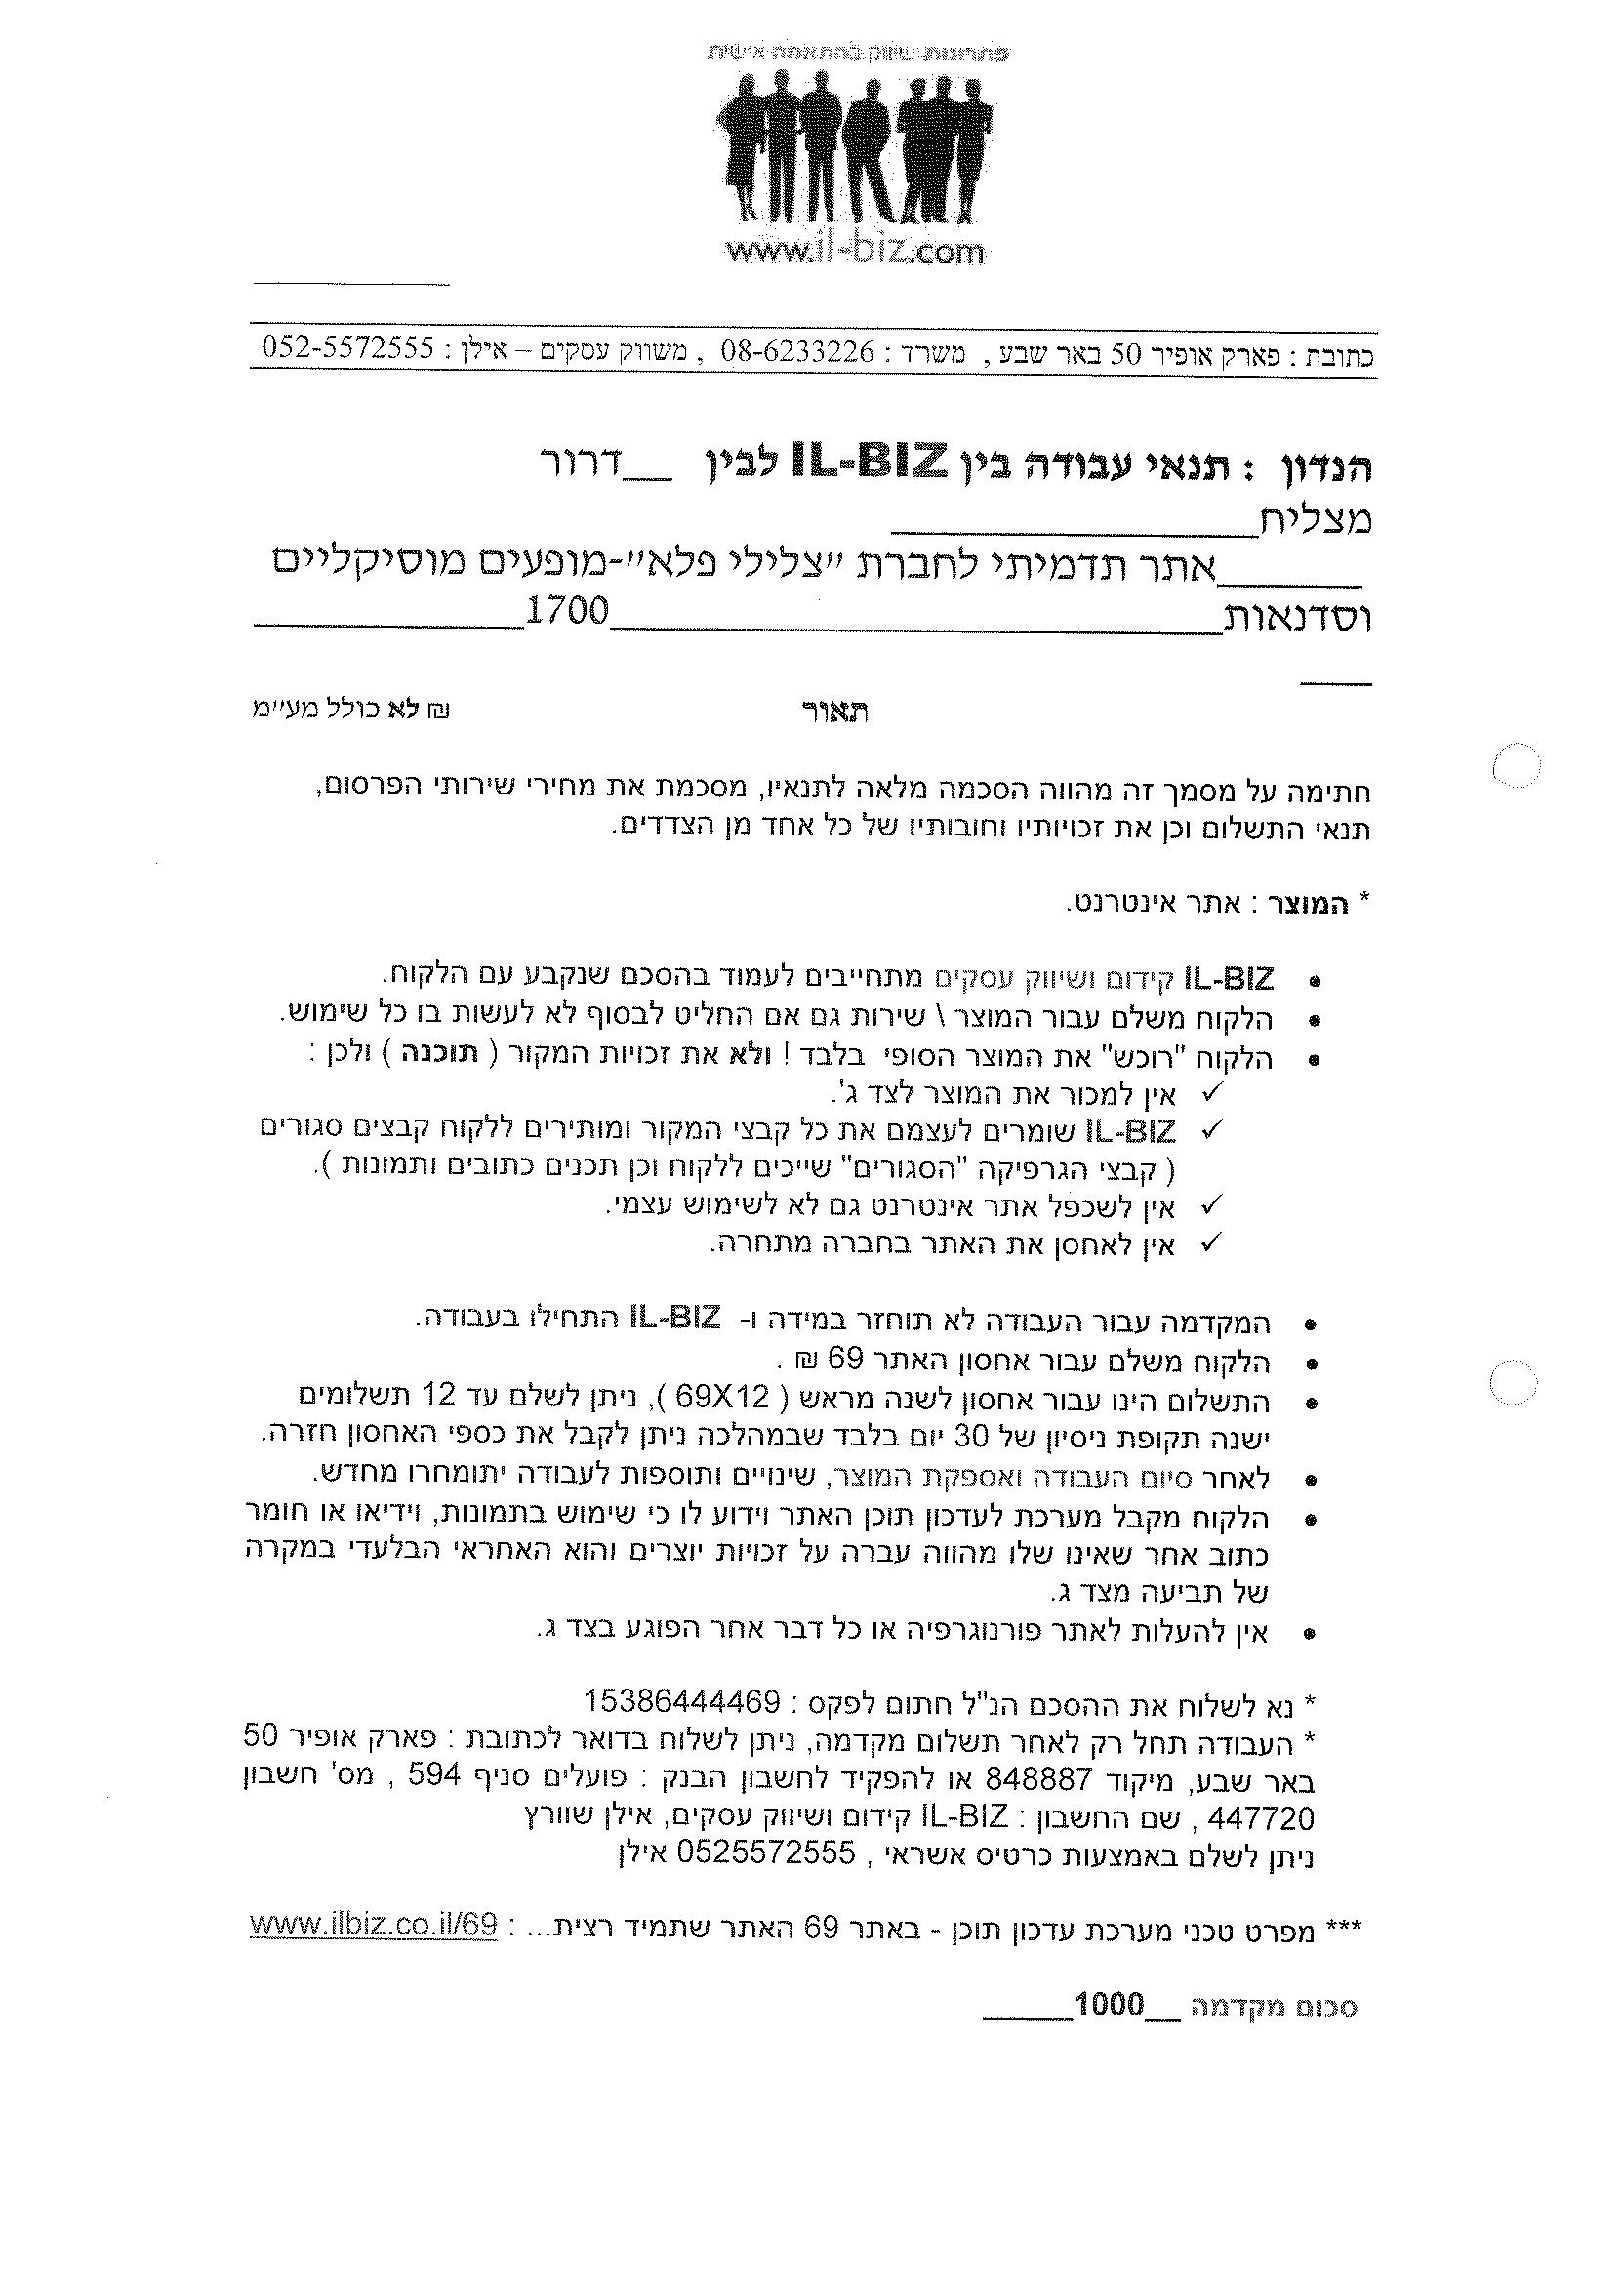 פתרונות שיווק בהתאמה אישית
www.il-biz.com
כתובת : פארק אופיר 50 באר שבע , משרד : 08-6233226 , משווק עסקים – אילן : 052-5572555
הנדון : תנאי עבודה בין IL-BIZ לבין __דרור
מצליח_______________
______אתר תדמיתי לחברת "צלילי פלא"-מופעים מוסיקליים
וסדנאות_________________________1700___________
___
תאור ₪ לא כולל מע"מ
חתימה על מסמך זה מהווה הסכמה מלאה לתנאיו, מסכמת את מחירי שירותי הפרסום,
תנאי התשלום וכן את זכויותיו וחובותיו של כל אחד מן הצדדים.
* המוצר : אתר אינטרנט.
• IL-BIZ קידום ושיווק עסקים מתחייבים לעמוד בהסכם שנקבע עם הלקוח.
• הלקוח משלם עבור המוצר \ שירות גם אם החליט לבסוף לא לעשות בו כל שימוש.
• הלקוח "רוכש" את המוצר הסופי בלבד ! ולא את זכויות המקור ( תוכנה ) ולכן :
✓ אין למכור את המוצר לצד ג'.
✓ IL-BIZ שומרים לעצמם את כל קבצי המקור ומותירים ללקוח קבצים סגורים
( קבצי הגרפיקה "הסגורים" שייכים ללקוח וכן תכנים כתובים ותמונות ).
✓ אין לשכפל אתר אינטרנט גם לא לשימוש עצמי.
✓ אין לאחסן את האתר בחברה מתחרה.
• המקדמה עבור העבודה לא תוחזר במידה ו- IL-BIZ התחילו בעבודה.
• הלקוח משלם עבור אחסון האתר 69 ₪ .
• התשלום הינו עבור אחסון לשנה מראש ( 69X12 ), ניתן לשלם עד 12 תשלומים
ישנה תקופת ניסיון של 30 יום בלבד שבמהלכה ניתן לקבל את כספי האחסון חזרה.
• לאחר סיום העבודה ואספקת המוצר, שינויים ותוספות לעבודה יתומחרו מחדש.
• הלקוח מקבל מערכת לעדכון תוכן האתר וידוע לו כי שימוש בתמונות, וידיאו או חומר
כתוב אחר שאינו שלו מהווה עברה על זכויות יוצרים והוא האחראי הבלעדי במקרה
של תביעה מצד ג.
• אין להעלות לאתר פורנוגרפיה או כל דבר אחר הפוגע בצד ג.
* נא לשלוח את ההסכם הנ"ל חתום לפקס : 15386444469
* העבודה תחל רק לאחר תשלום מקדמה, ניתן לשלוח בדואר לכתובת : פארק אופיר 50
באר שבע, מיקוד 848887 או להפקיד לחשבון הבנק : פועלים סניף 594 , מס' חשבון
447720 , שם החשבון : IL-BIZ קידום ושיווק עסקים, אילן שוורץ
ניתן לשלם באמצעות כרטיס אשראי , 0525572555 אילן
*** מפרט טכני מערכת עדכון תוכן - באתר 69 האתר שתמיד רצית... : www.ilbiz.co.il/69
סכום מקדמה __1000_____